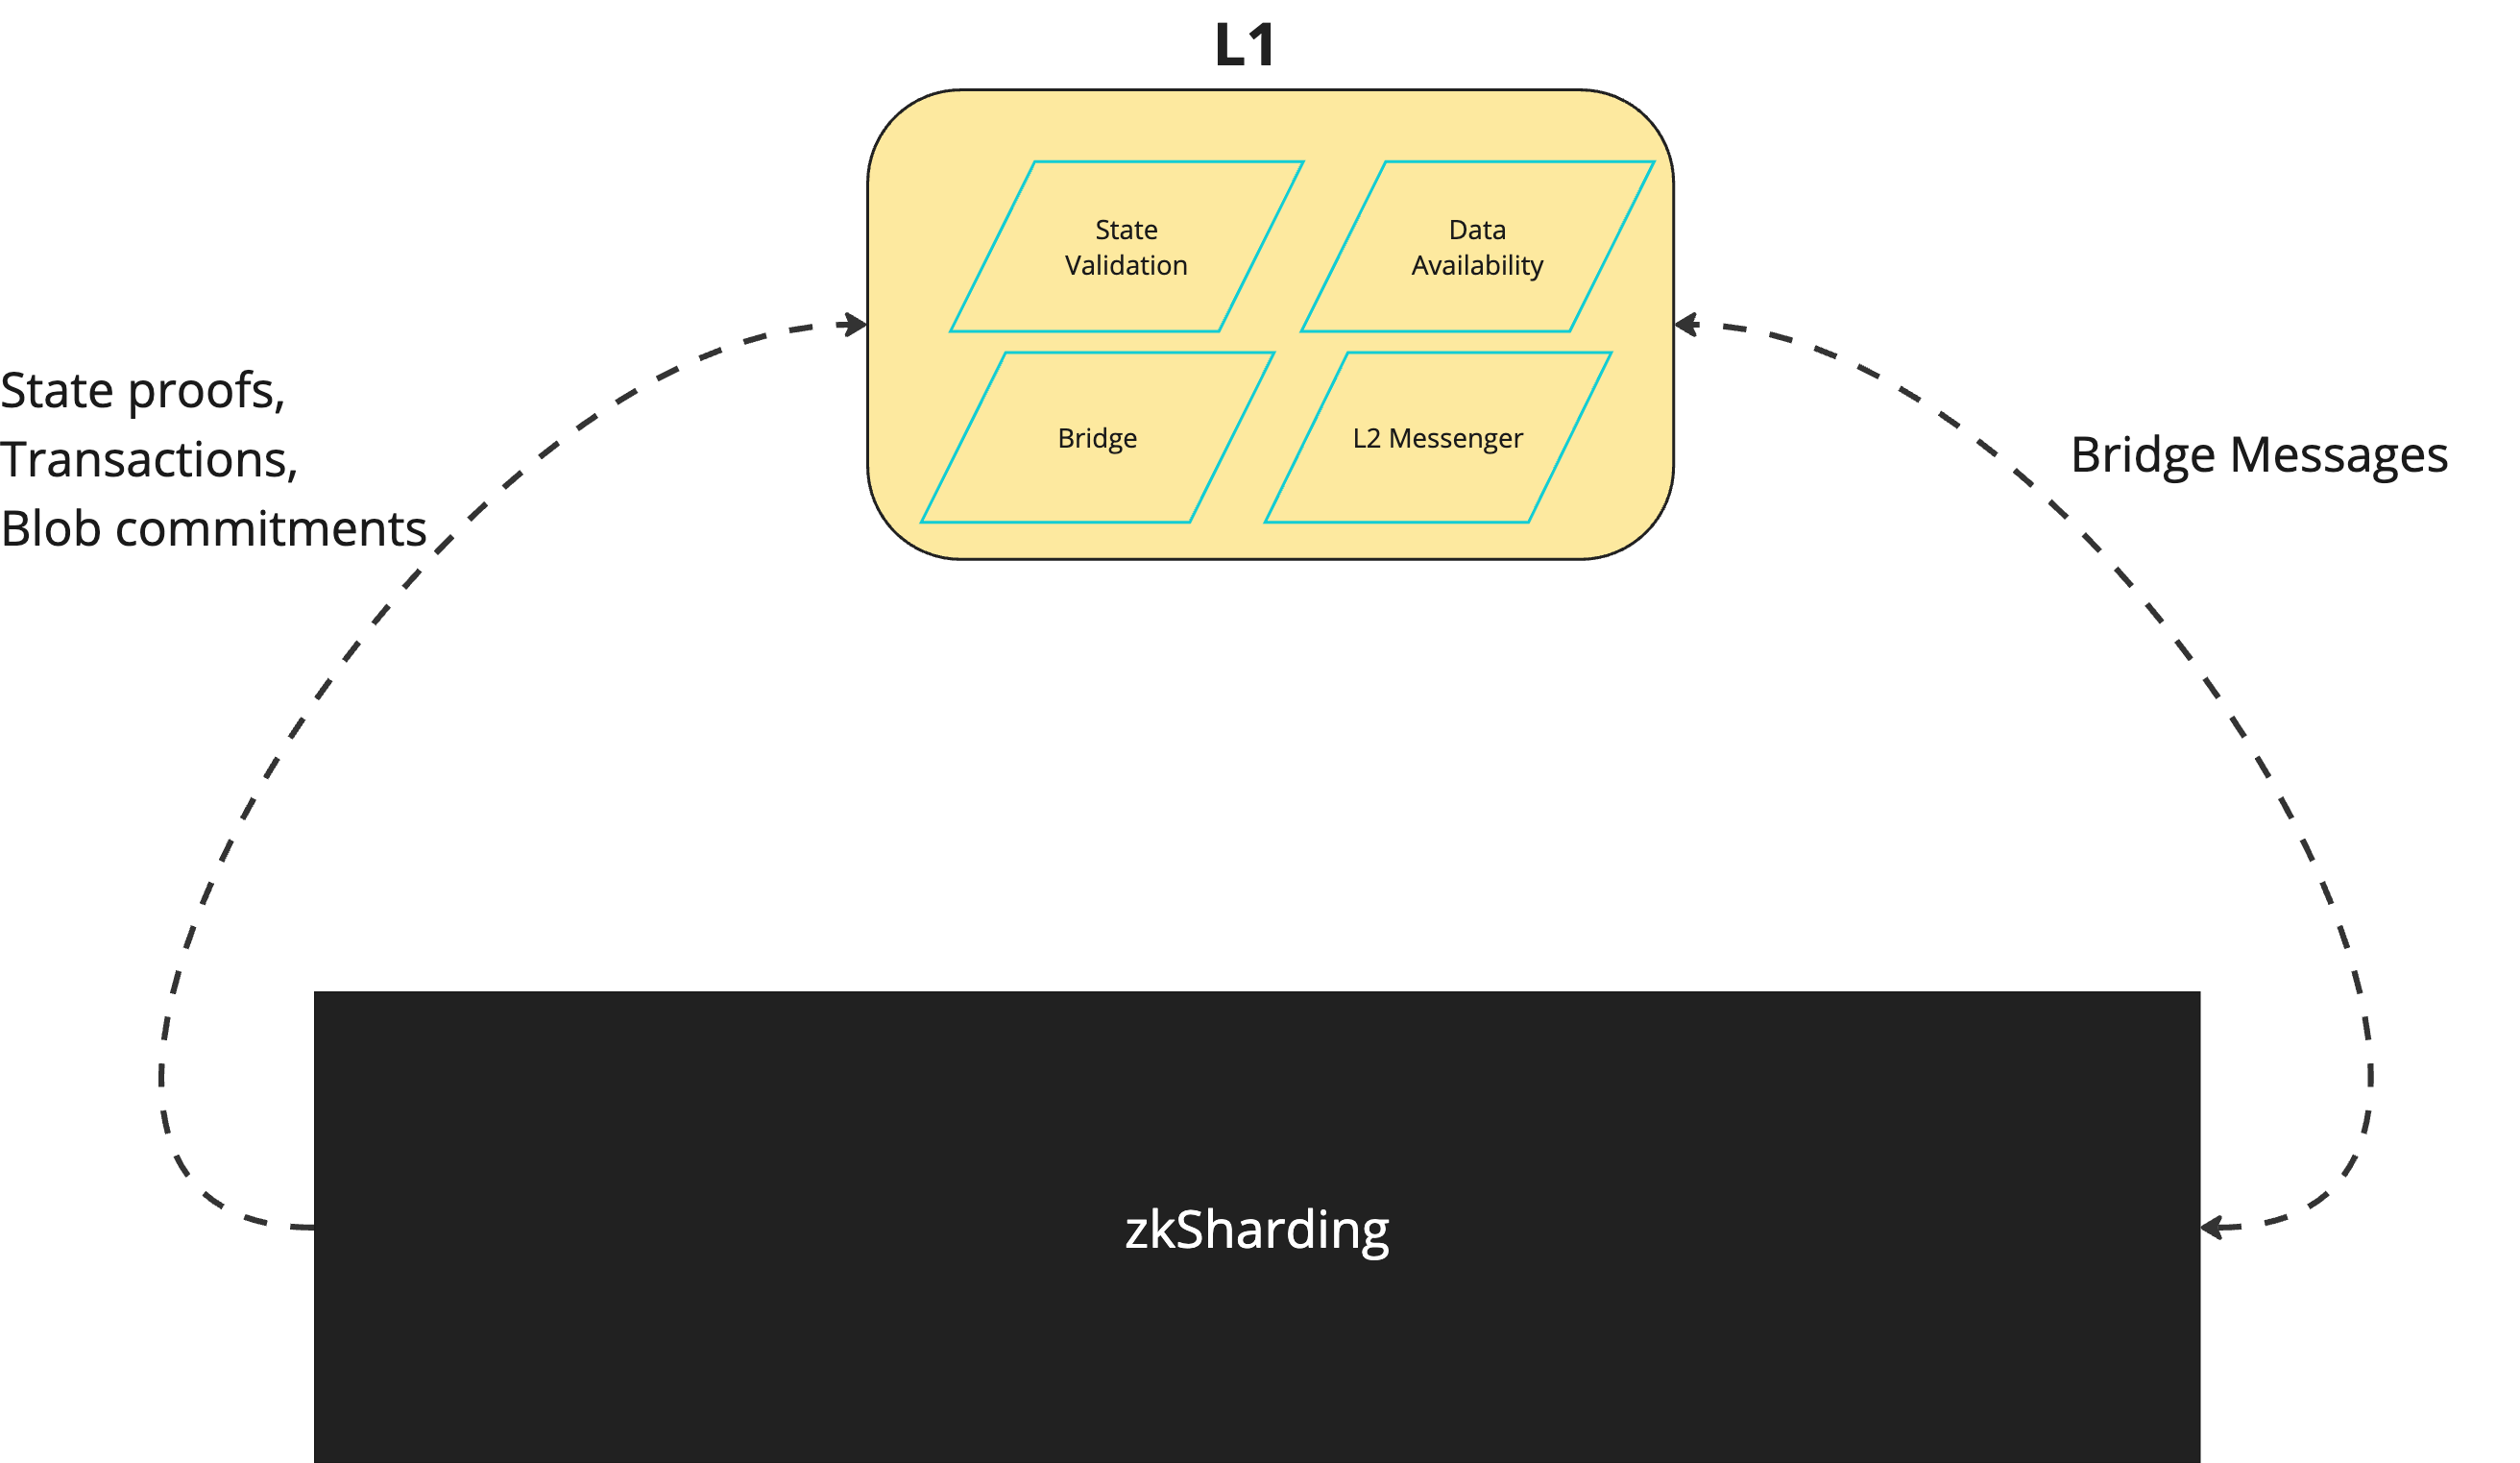 L1
State
Validation
Data
Availability
Bridge
L2 Messenger
State proofs,
Transactions,
Blob commitments
Bridge Messages
zkSharding